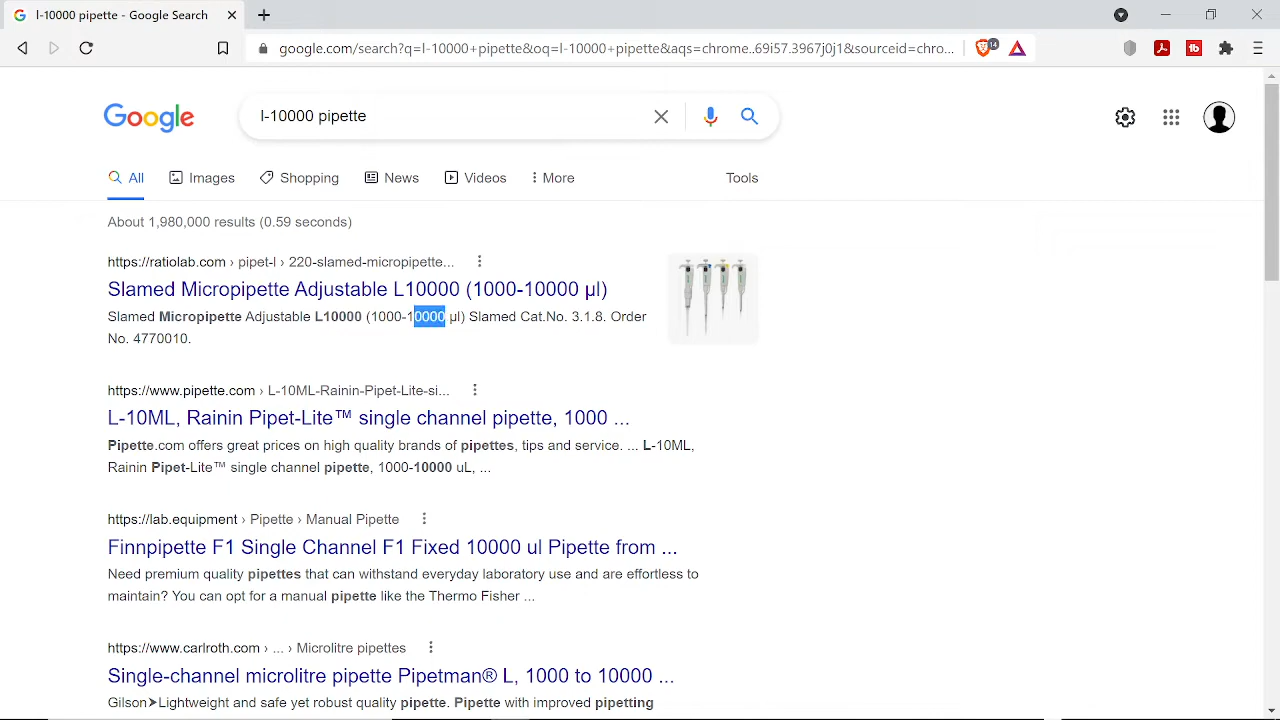 l-10000 pipette - Google Search
google.com/search?q=l-10000+pipette&oq=l-10000+pipette&aqs=chrome..69i57.3967j0j1&sourceid=chro...
14
Google
l-10000 pipette
All Images Shopping News Videos More Tools
About 1,980,000 results (0.59 seconds)
https://ratiolab.com › pipet-l › 220-slamed-micropipette...
Slamed Micropipette Adjustable L10000 (1000-10000 µl)
Slamed Micropipette Adjustable L10000 (1000-10000 µl) Slamed Cat.No. 3.1.8. Order
No. 4770010.
https://www.pipette.com › L-10ML-Rainin-Pipet-Lite-si...
L-10ML, Rainin Pipet-Lite™ single channel pipette, 1000 ...
Pipette.com offers great prices on high quality brands of pipettes, tips and service. ... L-10ML,
Rainin Pipet-Lite™ single channel pipette, 1000-10000 uL, ...
https://lab.equipment › Pipette › Manual Pipette
Finnpipette F1 Single Channel F1 Fixed 10000 ul Pipette from ...
Need premium quality pipettes that can withstand everyday laboratory use and are effortless to
maintain? You can opt for a manual pipette like the Thermo Fisher ...
https://www.carlroth.com › ... › Microlitre pipettes
Single-channel microlitre pipette Pipetman® L, 1000 to 10000 ...
Gilson➤Lightweight and safe yet robust quality pipette. Pipette with improved pipetting